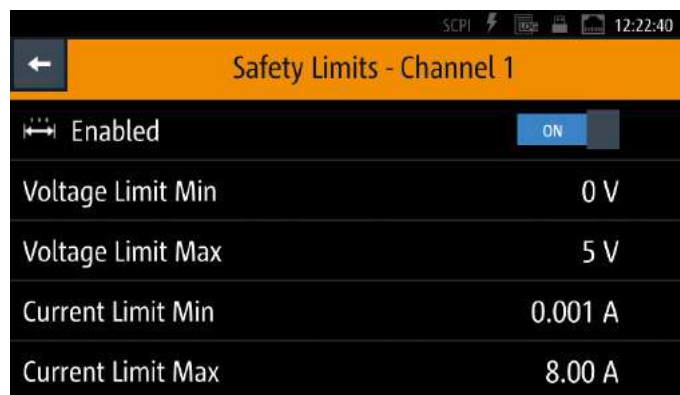 SCPI LOG 12:22:40
Safety Limits - Channel 1
Enabled ON
Voltage Limit Min 0 V
Voltage Limit Max 5 V
Current Limit Min 0.001 A
Current Limit Max 8.00 A